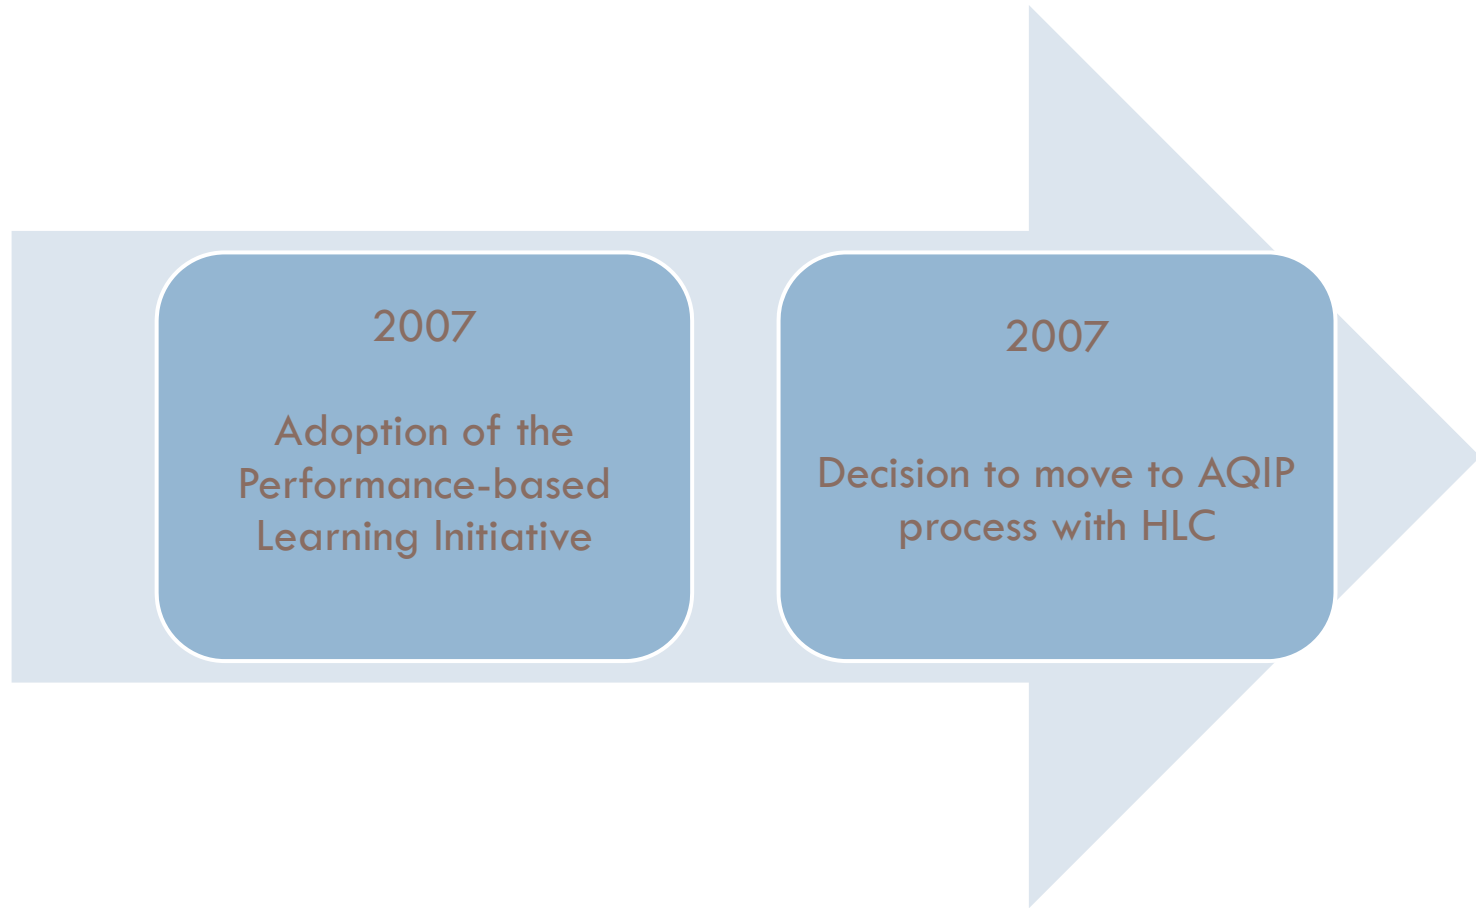 2007
Adoption of the
Performance-based
Learning Initiative
2007
Decision to move to AQIP
process with HLC